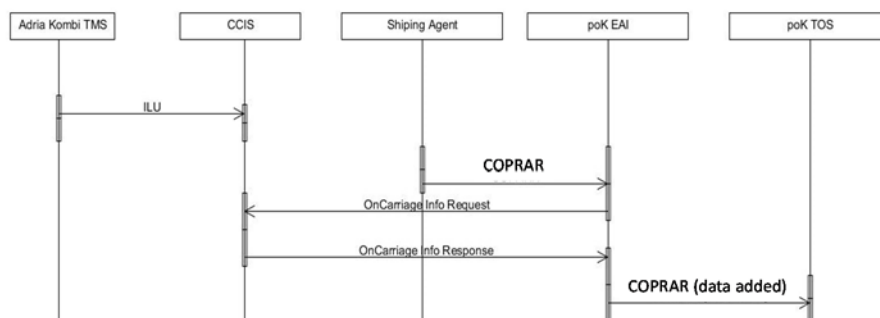 Adria Kombi TMS
CCIS
Shiping Agent
poK EAI
poK TOS
ILU
COPRAR
OnCarriage Info Request
OnCarriage Info Response
COPRAR (data added)